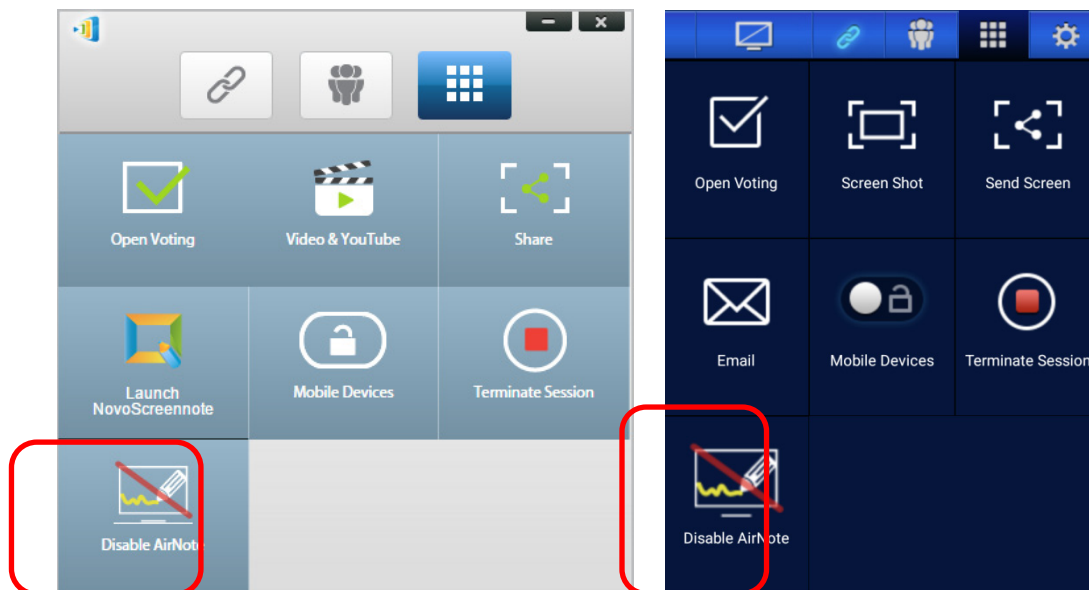 Open Voting
Video & YouTube
Share
Launch
NovoScreennote
Mobile Devices
Terminate Session
Disable AirNote
Open Voting
Screen Shot
Send Screen
Email
Mobile Devices
Terminate Session
Disable AirNote